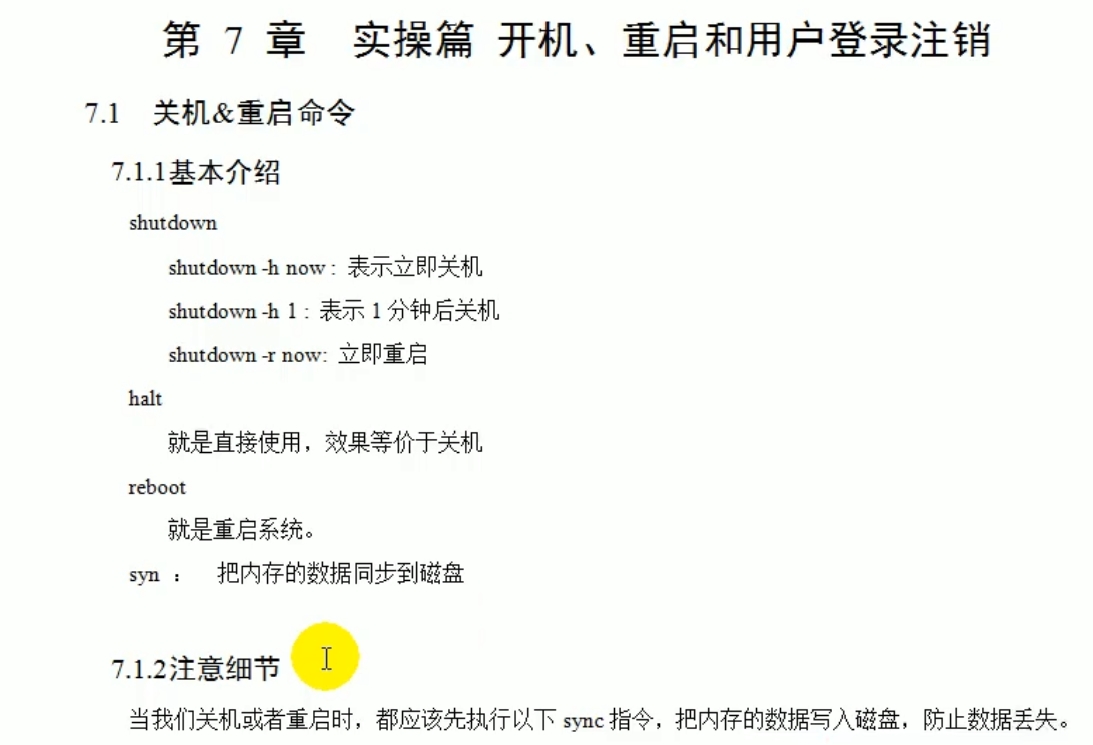 第 7 章 实操篇 开机、重启和用户登录注销
7.1 关机&重启命令
7.1.1基本介绍
shutdown
shutdown -h now : 表示立即关机
shutdown -h 1 : 表示 1 分钟后关机
shutdown -r now: 立即重启
halt
就是直接使用，效果等价于关机
reboot
就是重启系统。
syn ： 把内存的数据同步到磁盘
7.1.2注意细节
当我们关机或者重启时，都应该先执行以下 sync 指令，把内存的数据写入磁盘，防止数据丢失。